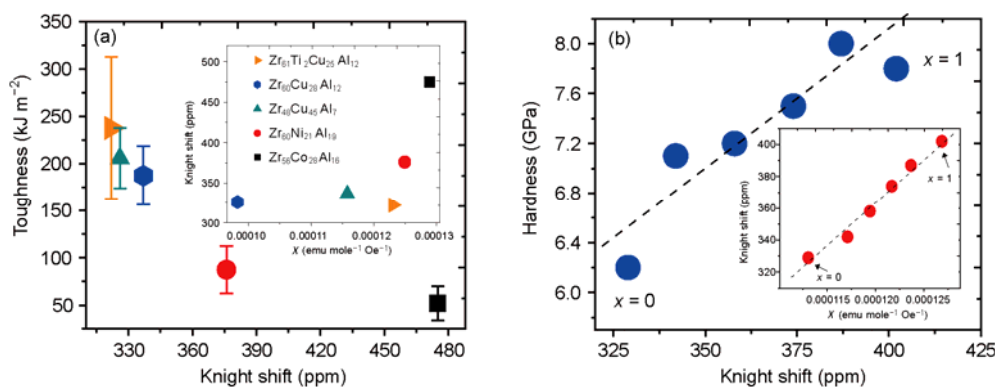 (a)
350
300
250
200
150
100
50
Toughness (kJ m⁻²)
330
360
390
420
450
480
Knight shift (ppm)
Zr₆₁Ti₂Cu₂₅Al₁₂
Zr₆₀Cu₂₈Al₁₂
Zr₄₈Cu₄₅Al₇
Zr₆₀Ni₂₁Al₁₉
Zr₅₆Co₂₈Al₁₆
500
450
400
350
300
Knight shift (ppm)
0.00010
0.00011
0.00012
0.00013
X (emu mole⁻¹ Oe⁻¹)
(b)
8.0
7.6
7.2
6.8
6.4
6.0
Hardness (GPa)
x = 1
x = 0
325
350
375
400
425
Knight shift (ppm)
400
380
360
340
320
Knight shift (ppm)
x = 1
x = 0
0.000115
0.000120
0.000125
X (emu mole⁻¹ Oe⁻¹)